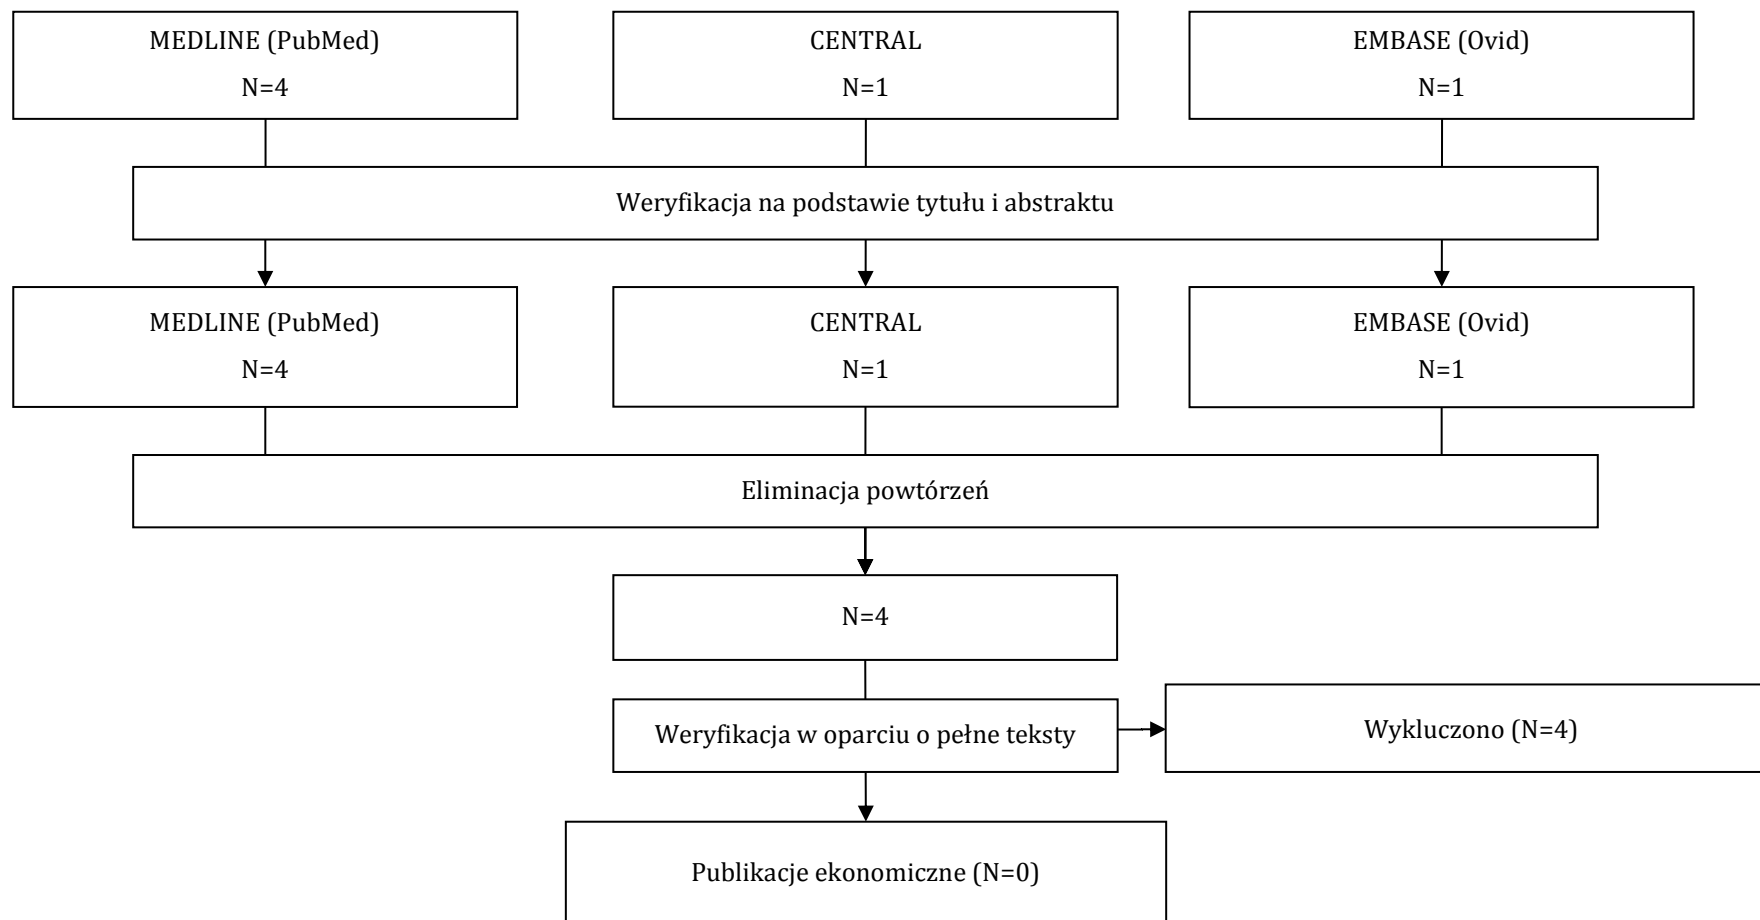 MEDLINE (PubMed)
N=4
CENTRAL
N=1
EMBASE (Ovid)
N=1
Weryfikacja na podstawie tytułu i abstraktu
MEDLINE (PubMed)
N=4
CENTRAL
N=1
EMBASE (Ovid)
N=1
Eliminacja powtórzeń
N=4
Weryfikacja w oparciu o pełne teksty
Wykluczono (N=4)
Publikacje ekonomiczne (N=0)